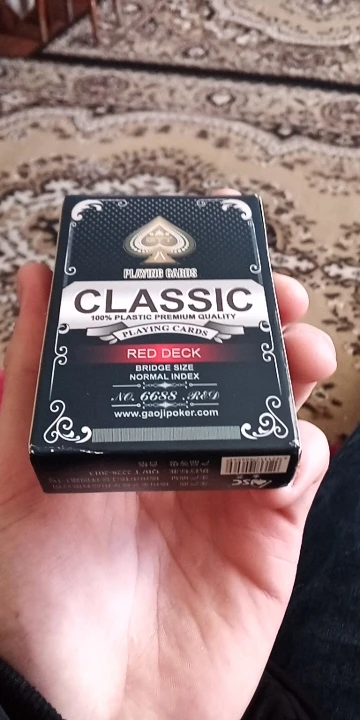 PLAYING CARDS
CLASSIC
100% PLASTIC PREMIUM QUALITY
PLAYING CARDS
RED DECK
BRIDGE SIZE
NORMAL INDEX
NO. 6688 .RED
www.gaojipoker.com